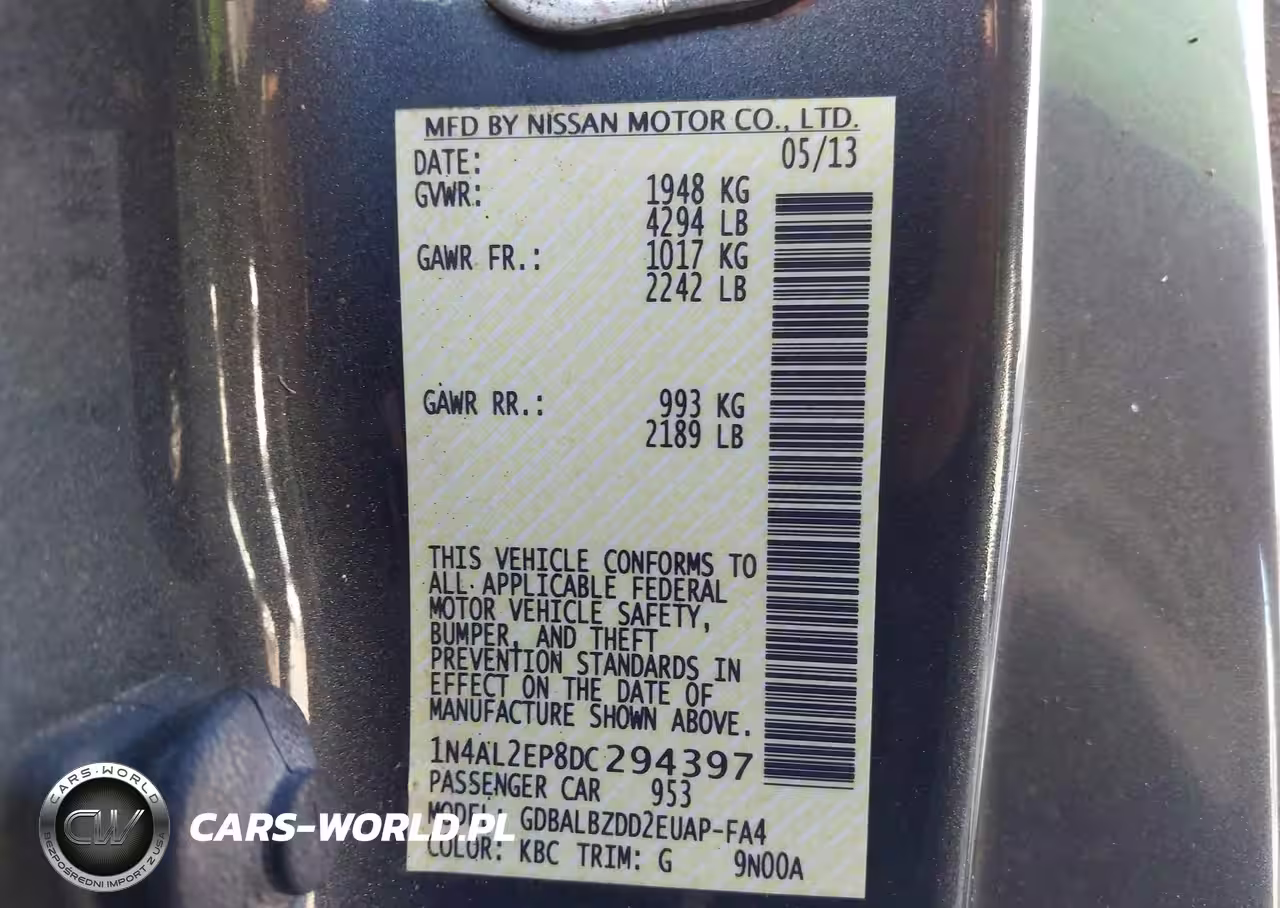 MFD BY NISSAN MOTOR CO., LTD.
DATE: 05/13
GVWR: 1948 KG
4294 LB
GAWR FR.: 1017 KG
2242 LB
GAWR RR.: 993 KG
2189 LB
THIS VEHICLE CONFORMS TO
ALL APPLICABLE FEDERAL
MOTOR VEHICLE SAFETY,
BUMPER, AND THEFT
PREVENTION STANDARDS IN
EFFECT ON THE DATE OF
MANUFACTURE SHOWN ABOVE.
1N4AL2EP8DC294397
PASSENGER CAR 953
MODEL: GDBALBZDD2EUAP-FA4
COLOR: KBC TRIM: G 9N00A
CARS-WORLD
CW
BEZPOŚREDNI IMPORT Z USA
CARS-WORLD.PL